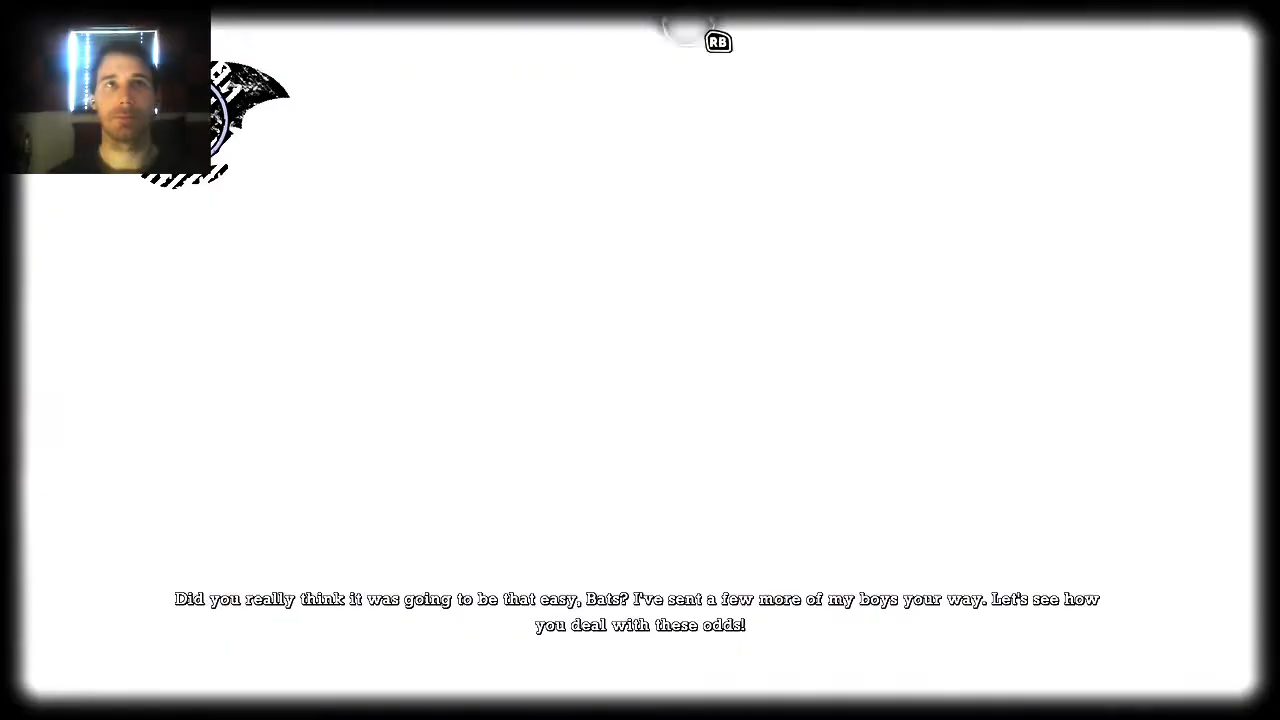 RB
Did you really think it was going to be that easy, Bats? I've sent a few more of my boys your way. Let's see how
you deal with these odds!